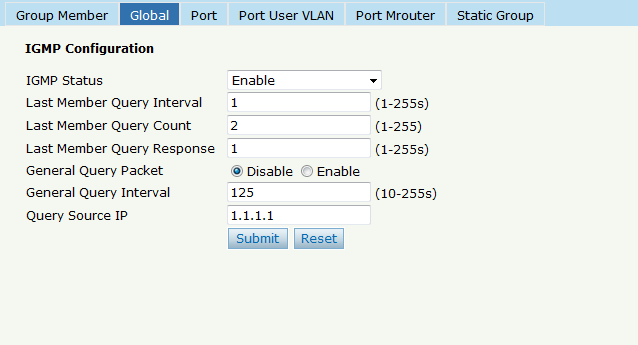 Group Member Global Port Port User VLAN Port Mrouter Static Group
IGMP Configuration
IGMP Status Enable
Last Member Query Interval 1 (1-255s)
Last Member Query Count 2 (1-255)
Last Member Query Response 1 (1-255s)
General Query Packet Disable Enable
General Query Interval 125 (10-255s)
Query Source IP 1.1.1.1
Submit Reset